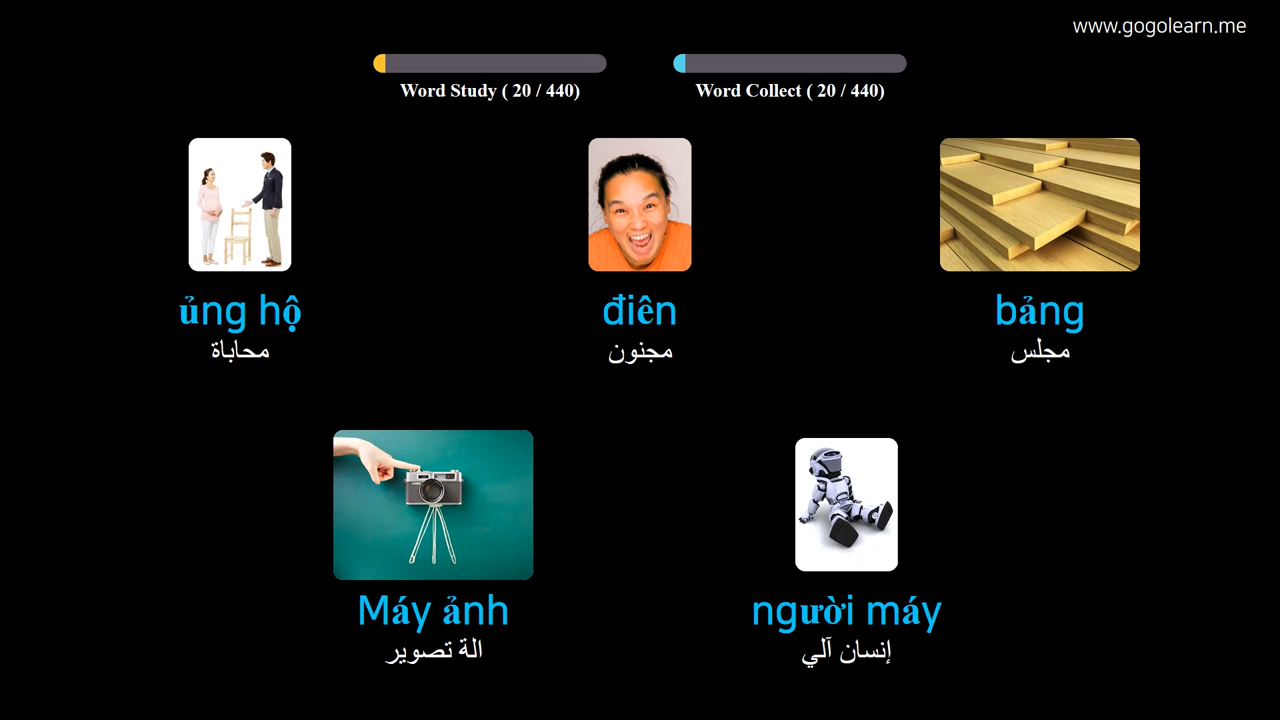 www.gogolearn.me
Word Study ( 20 / 440)
Word Collect ( 20 / 440)
ủng hộ
محاباة
điên
مجنون
bảng
مجلس
Máy ảnh
الة تصوير
người máy
إنسان آلي